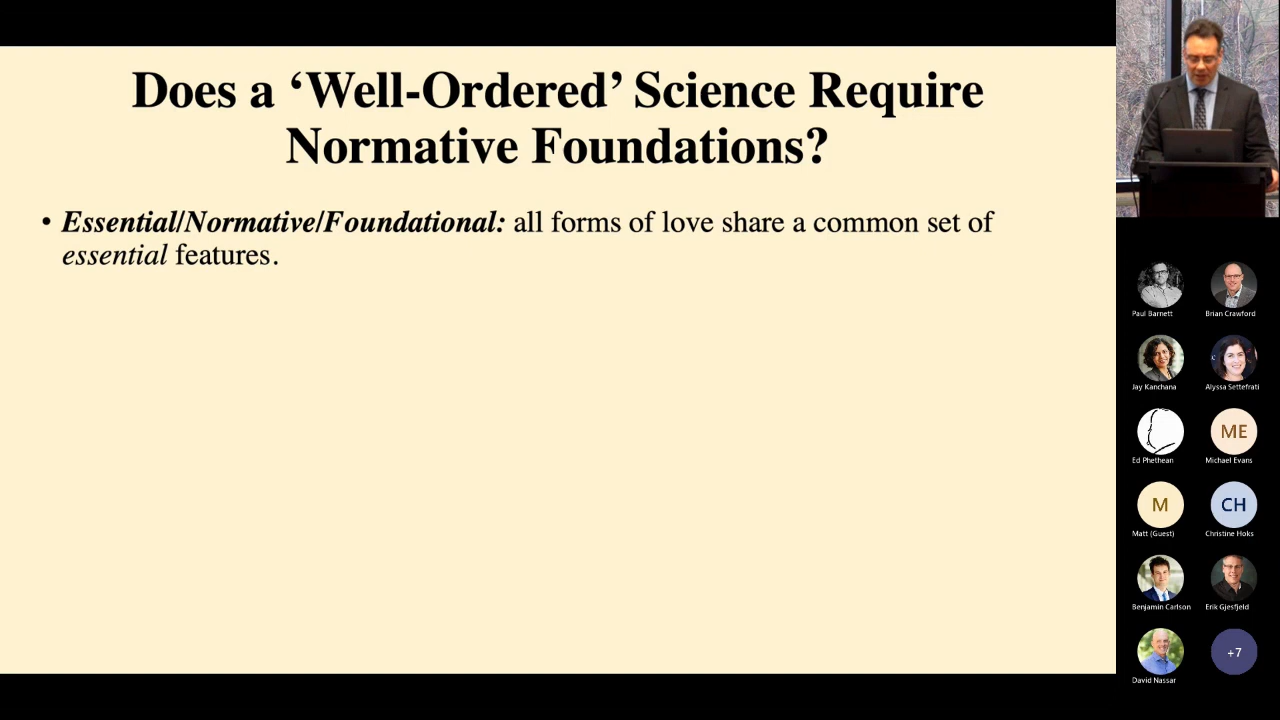 Does a ‘Well-Ordered’ Science Require
Normative Foundations?
• Essential/Normative/Foundational: all forms of love share a common set of
essential features.
Paul Barnett
Brian Crawford
Jay Kanchana
Alyssa Settefrati
Ed Phethean
ME
Michael Evans
M
Matt (Guest)
CH
Christine Hoks
Benjamin Carlson
Erik Gjesfjeld
David Nassar
+7